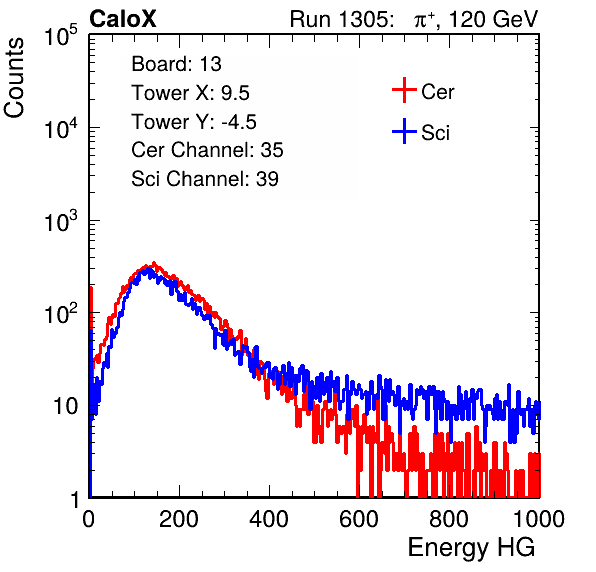 CaloX Run 1305: π⁺, 120 GeV
Counts
10⁵
10⁴
10³
10²
10
1
Board: 13
Tower X: 9.5
Tower Y: -4.5
Cer Channel: 35
Sci Channel: 39
Cer
Sci
0 200 400 600 800 1000
Energy HG